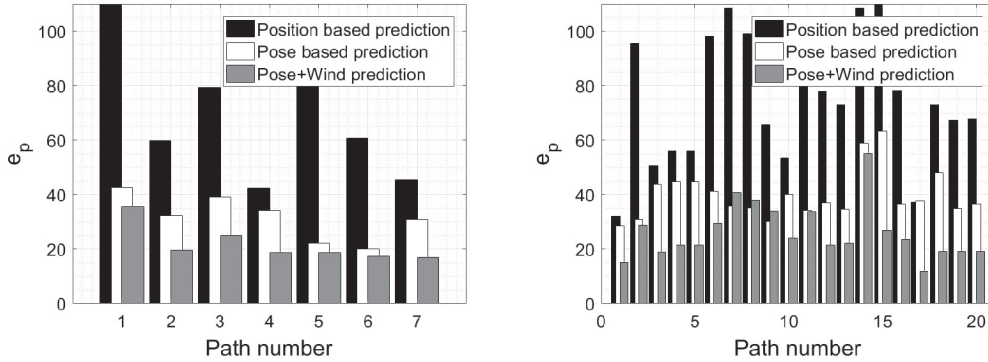 100
80
60
40
20
0
e_p
Position based prediction
Pose based prediction
Pose+Wind prediction
1 2 3 4 5 6 7
Path number
100
80
60
40
20
0
e_p
Position based prediction
Pose based prediction
Pose+Wind prediction
0 5 10 15 20
Path number